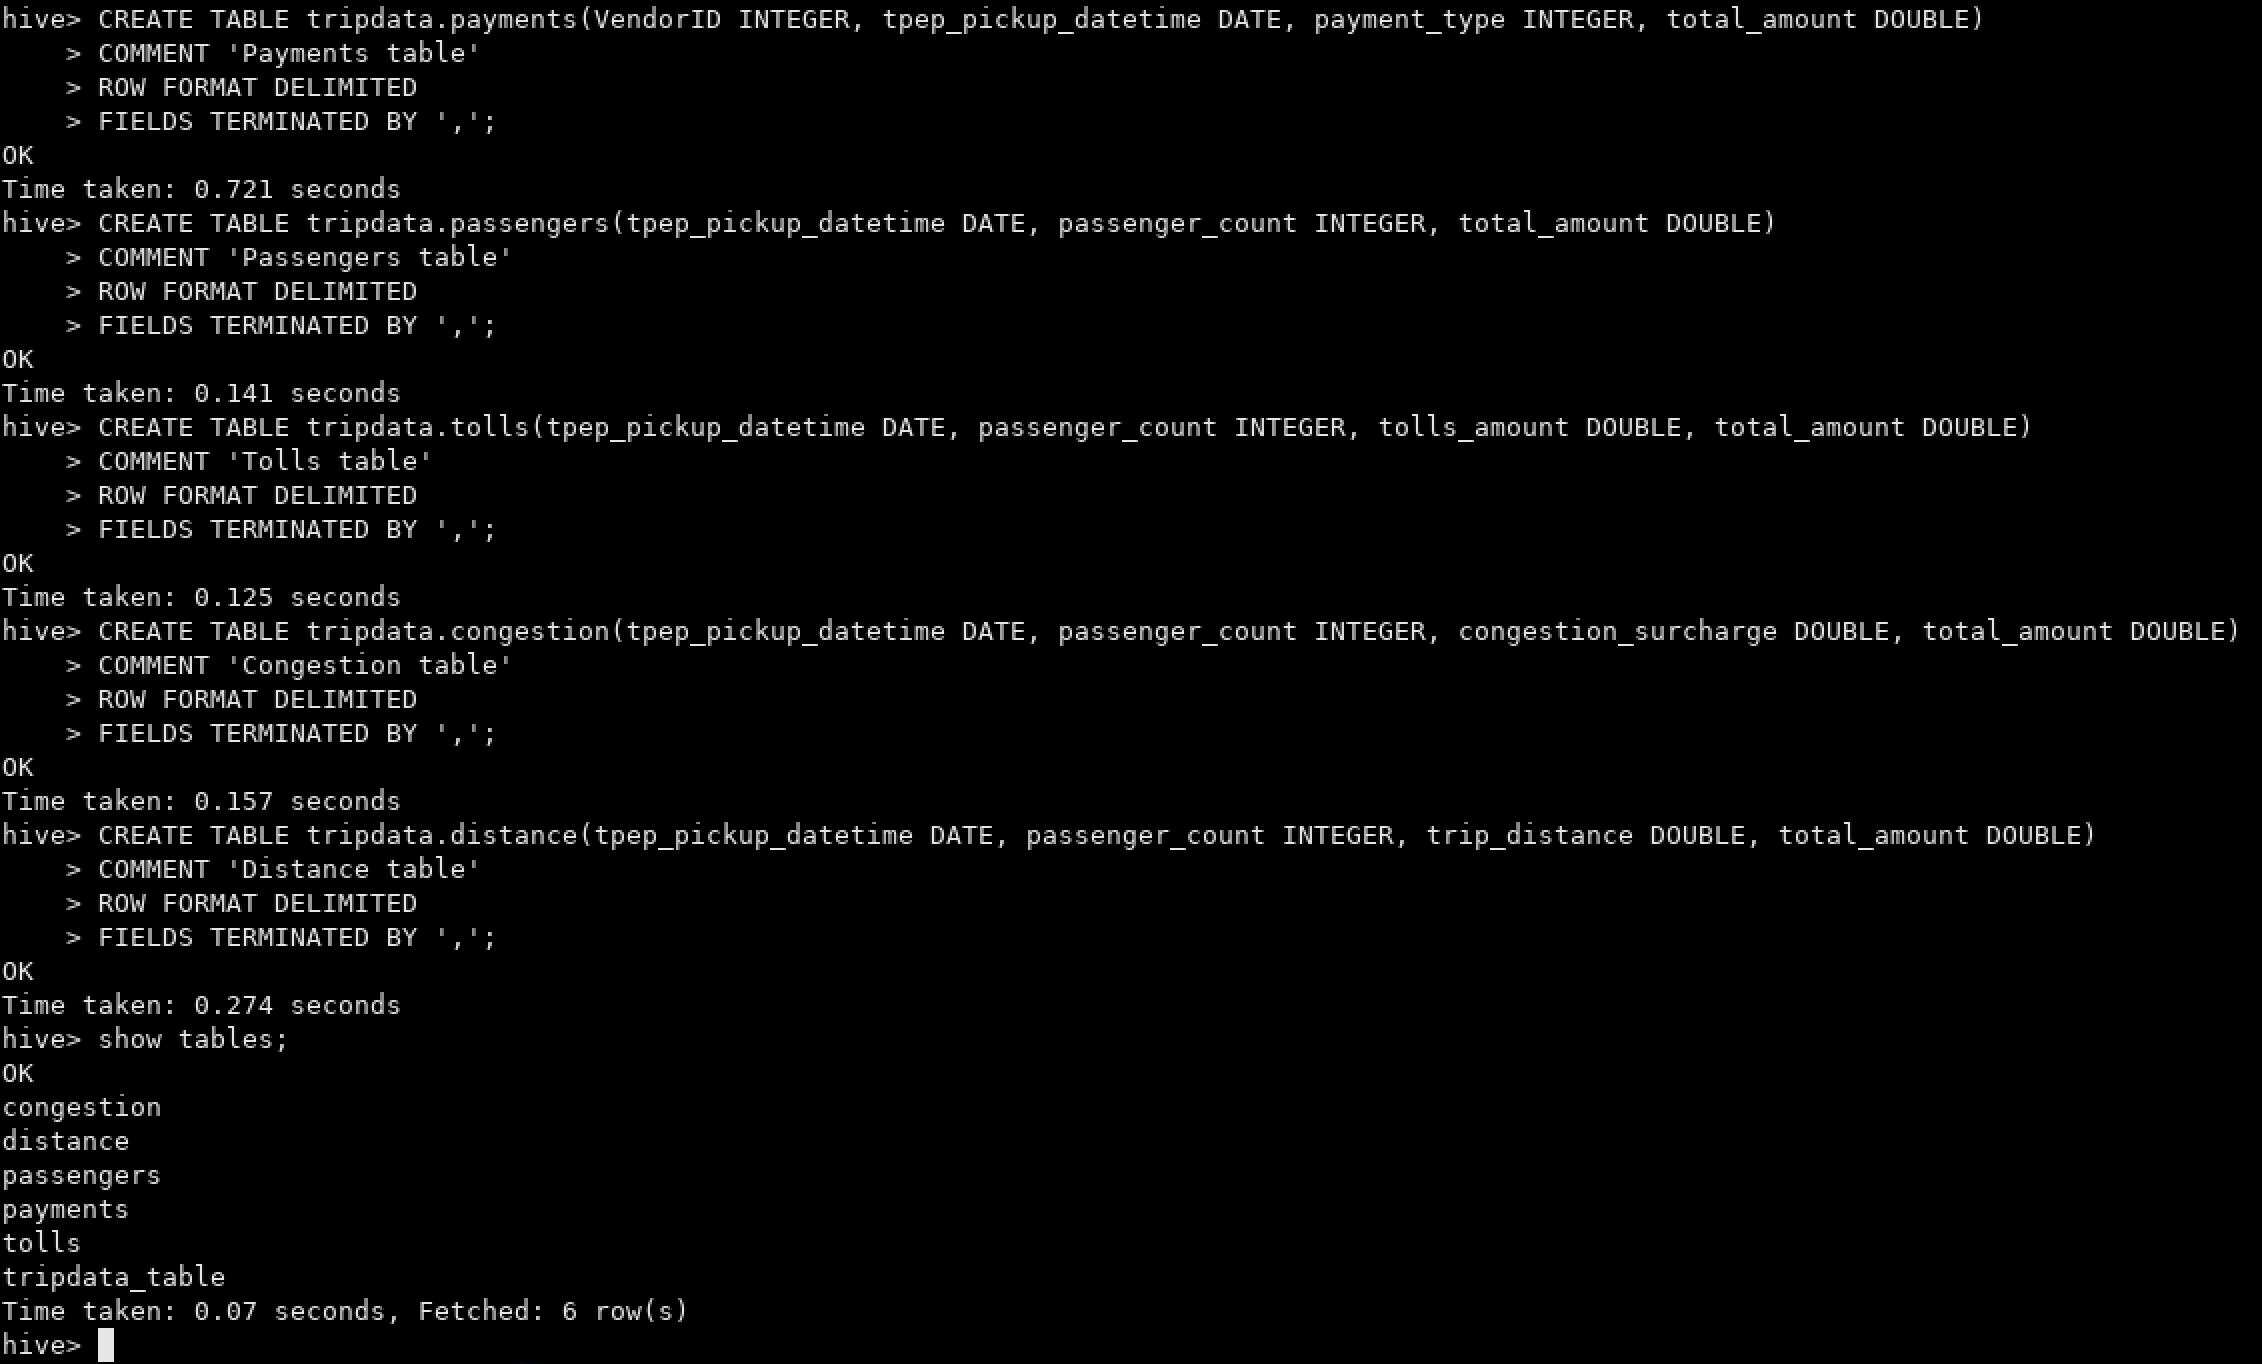 hive> CREATE TABLE tripdata.payments(VendorID INTEGER, tpep_pickup_datetime DATE, payment_type INTEGER, total_amount DOUBLE)
    > COMMENT 'Payments table'
    > ROW FORMAT DELIMITED
    > FIELDS TERMINATED BY ',';
OK
Time taken: 0.721 seconds
hive> CREATE TABLE tripdata.passengers(tpep_pickup_datetime DATE, passenger_count INTEGER, total_amount DOUBLE)
    > COMMENT 'Passengers table'
    > ROW FORMAT DELIMITED
    > FIELDS TERMINATED BY ',';
OK
Time taken: 0.141 seconds
hive> CREATE TABLE tripdata.tolls(tpep_pickup_datetime DATE, passenger_count INTEGER, tolls_amount DOUBLE, total_amount DOUBLE)
    > COMMENT 'Tolls table'
    > ROW FORMAT DELIMITED
    > FIELDS TERMINATED BY ',';
OK
Time taken: 0.125 seconds
hive> CREATE TABLE tripdata.congestion(tpep_pickup_datetime DATE, passenger_count INTEGER, congestion_surcharge DOUBLE, total_amount DOUBLE)
    > COMMENT 'Congestion table'
    > ROW FORMAT DELIMITED
    > FIELDS TERMINATED BY ',';
OK
Time taken: 0.157 seconds
hive> CREATE TABLE tripdata.distance(tpep_pickup_datetime DATE, passenger_count INTEGER, trip_distance DOUBLE, total_amount DOUBLE)
    > COMMENT 'Distance table'
    > ROW FORMAT DELIMITED
    > FIELDS TERMINATED BY ',';
OK
Time taken: 0.274 seconds
hive> show tables;
OK
congestion
distance
passengers
payments
tolls
tripdata_table
Time taken: 0.07 seconds, Fetched: 6 row(s)
hive>